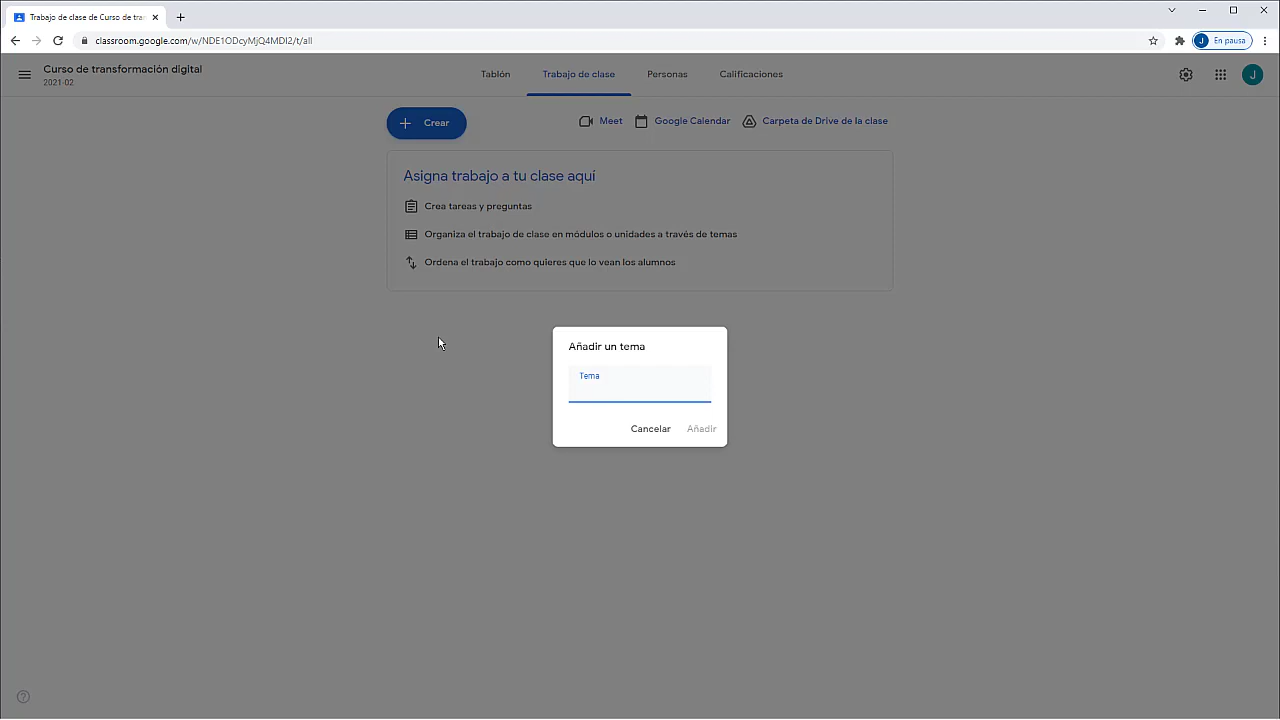 Trabajo de clase de Curso de tran
classroom.google.com/w/NDE1ODcyMjQ4MDI2/t/all
J
En pausa
Curso de transformación digital
2021-02
Tablón
Trabajo de clase
Personas
Calificaciones
J
Crear
Meet
Google Calendar
Carpeta de Drive de la clase
Asigna trabajo a tu clase aquí
Crea tareas y preguntas
Organiza el trabajo de clase en módulos o unidades a través de temas
Ordena el trabajo como quieres que lo vean los alumnos
Añadir un tema
Tema
Cancelar
Añadir